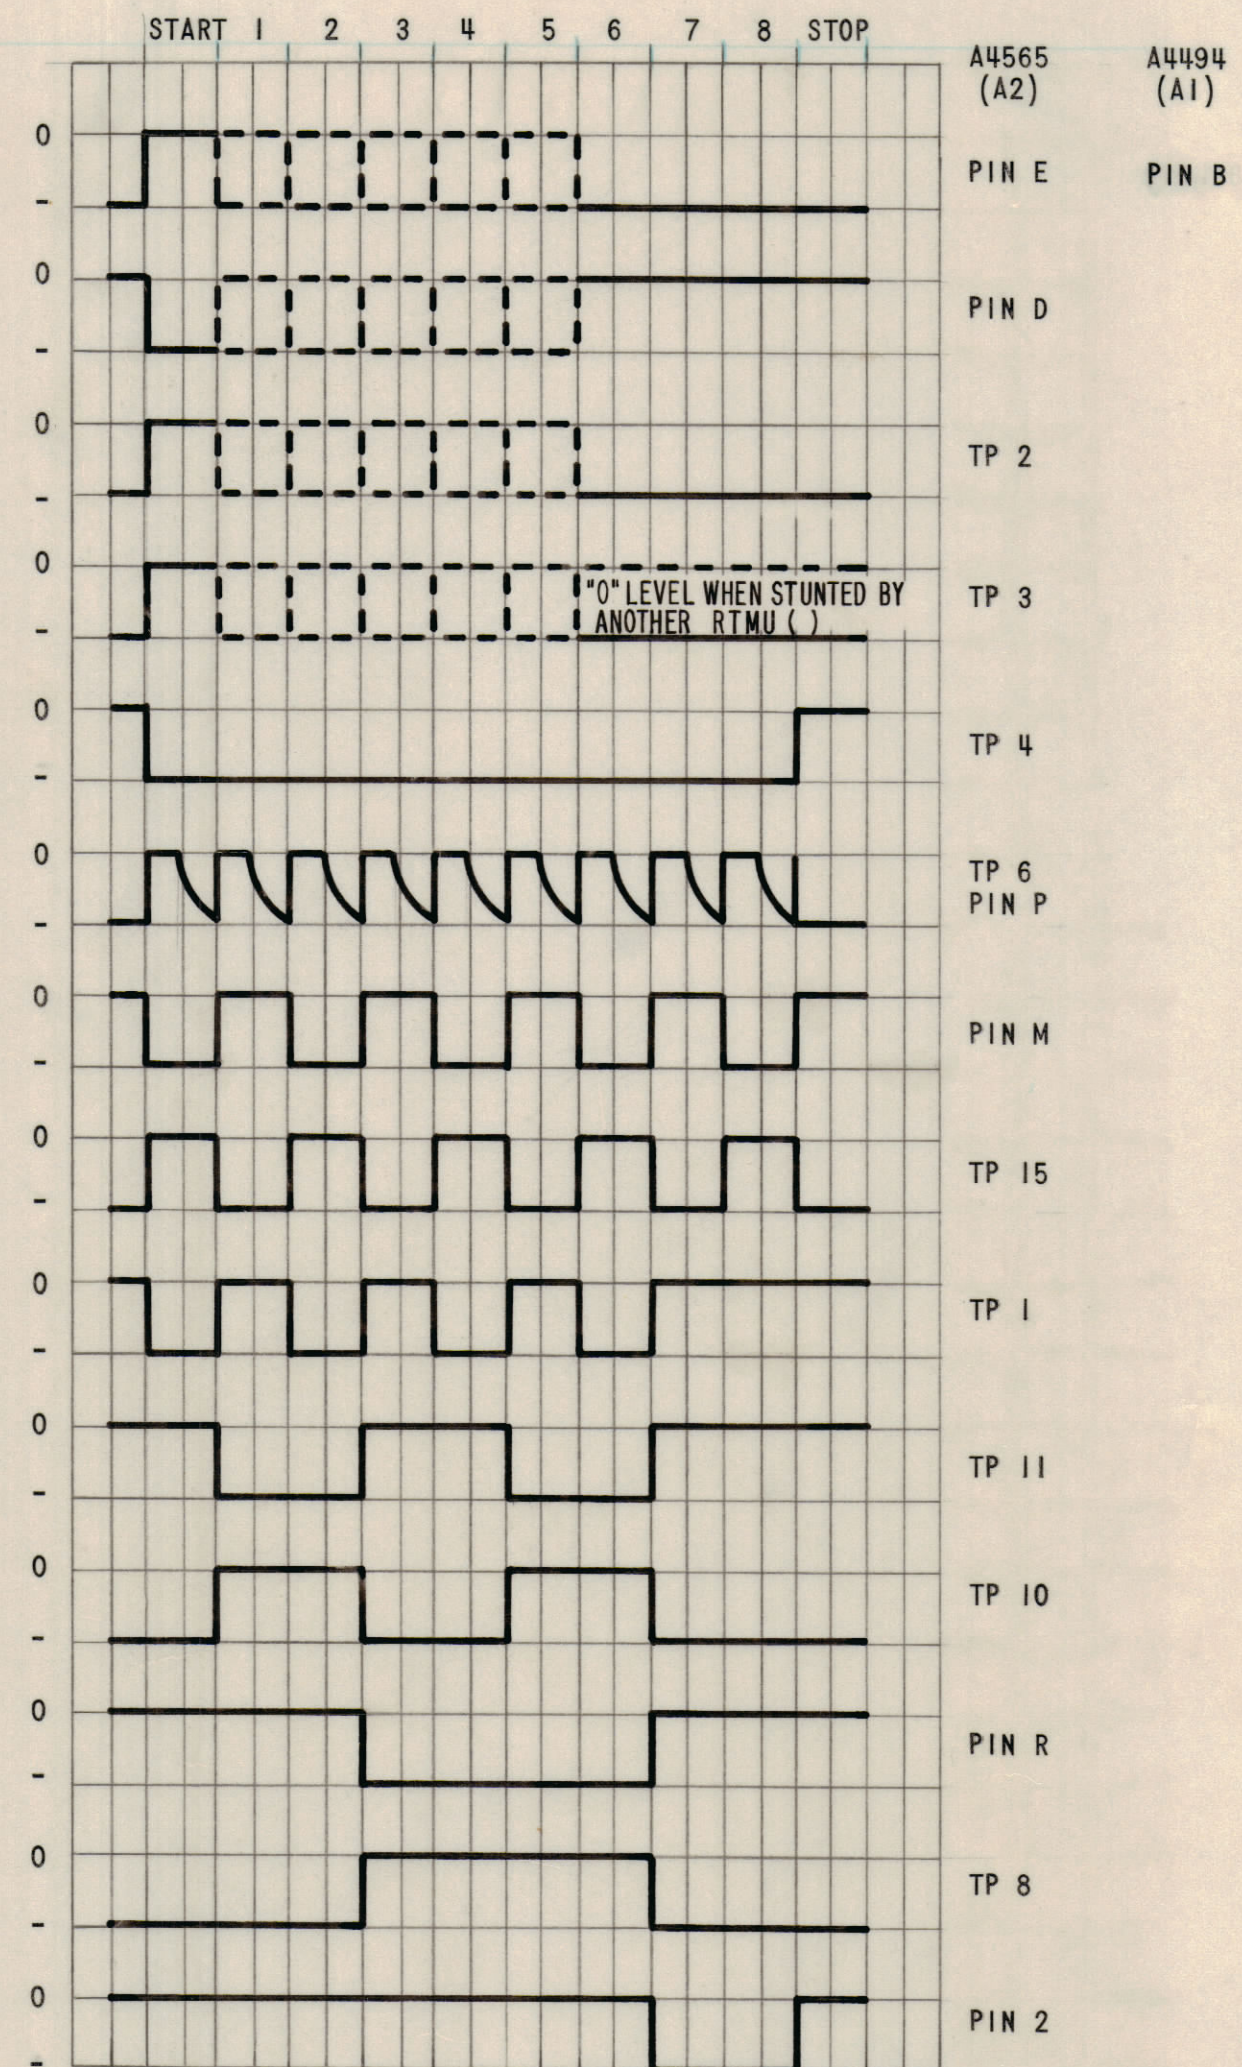 START 1 2 3 4 5 6 7 8 STOP
A4565 A4494
(A2) (A1)
0
PIN E PIN B
-
0
PIN D
-
0
TP 2
-
0
"0" LEVEL WHEN STUNTED BY
ANOTHER RTMU ( )
TP 3
-
0
TP 4
-
0
TP 6
PIN P
-
0
PIN M
-
0
TP 15
-
0
TP 1
-
0
TP 11
-
0
TP 10
-
0
PIN R
-
0
TP 8
-
0
PIN 2
-